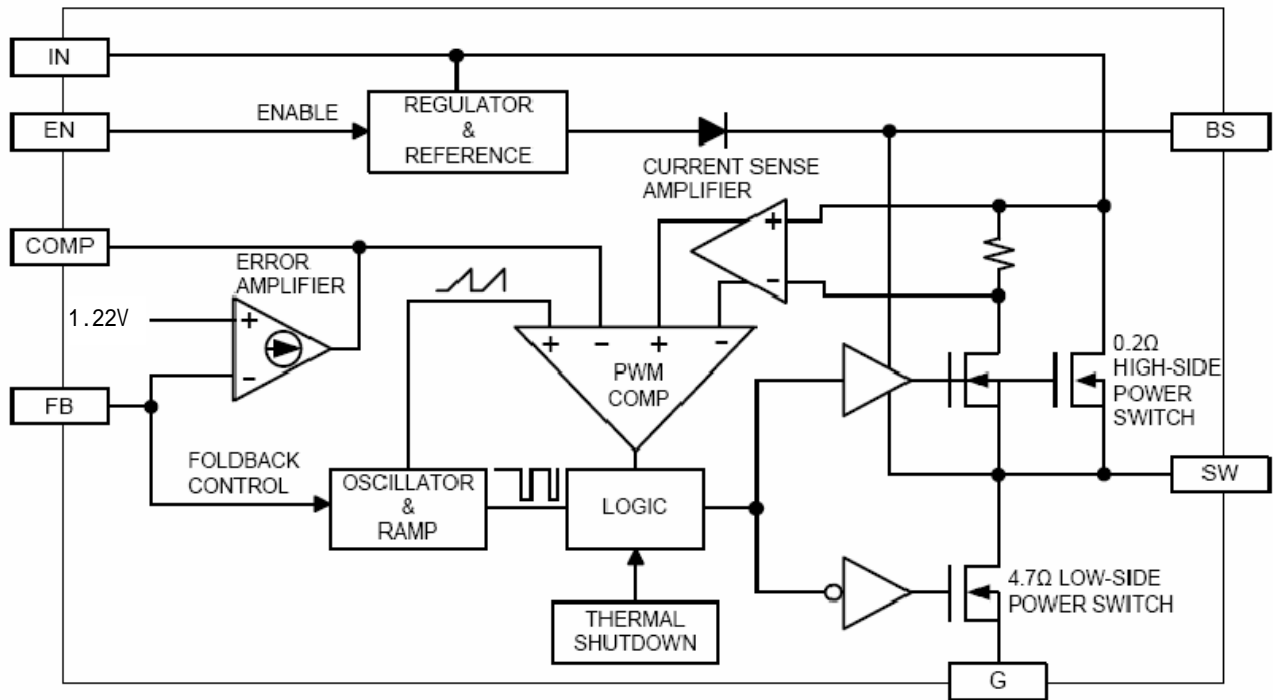 IN
EN
ENABLE
REGULATOR
&
REFERENCE
BS
CURRENT SENSE
AMPLIFIER
COMP
ERROR
AMPLIFIER
1.22V
+
−
+
−
+ − + −
PWM
COMP
0.2Ω
HIGH-SIDE
POWER
SWITCH
FB
FOLDBACK
CONTROL
OSCILLATOR
&
RAMP
LOGIC
SW
THERMAL
SHUTDOWN
4.7Ω LOW-SIDE
POWER SWITCH
G